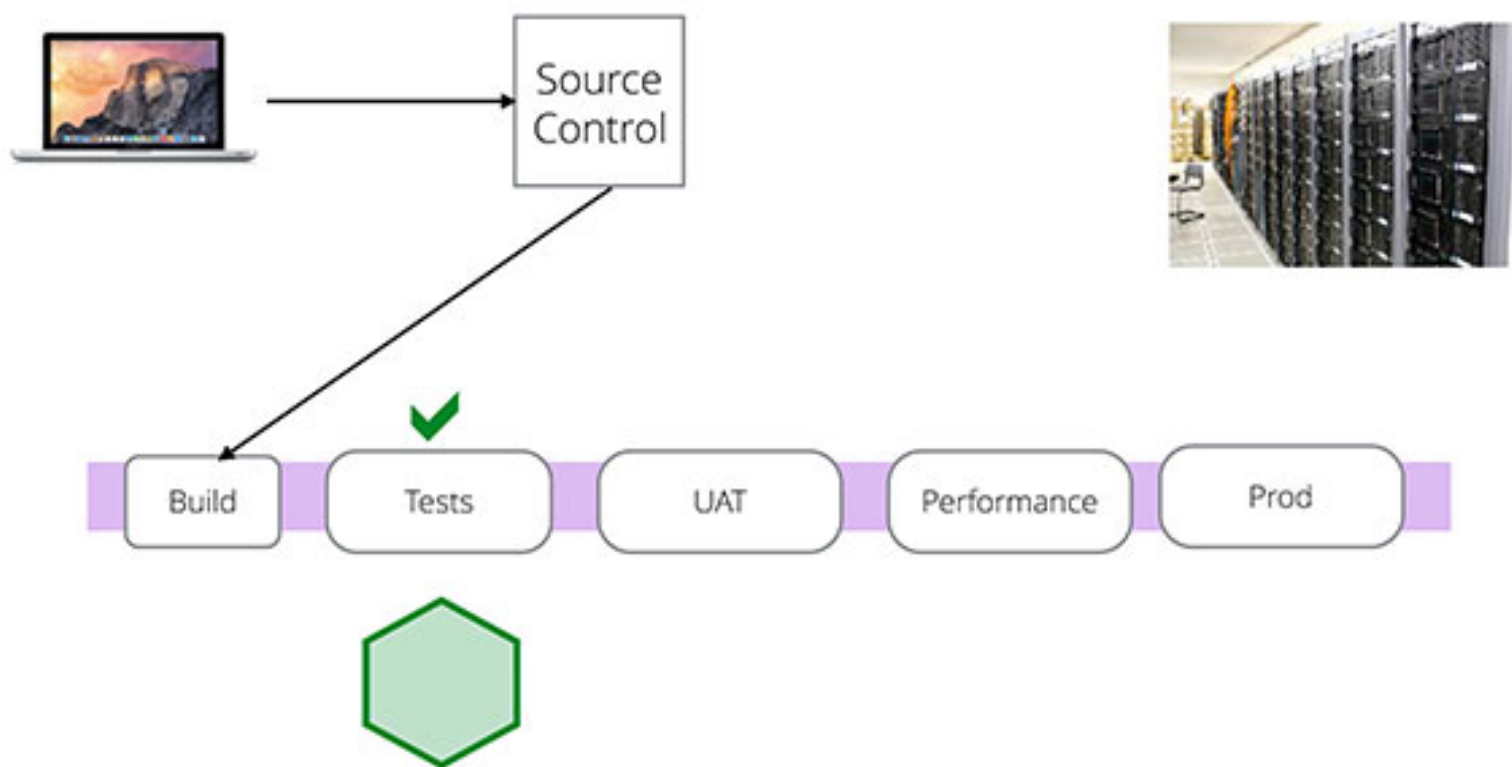 Source
Control
Build
Tests
UAT
Performance
Prod